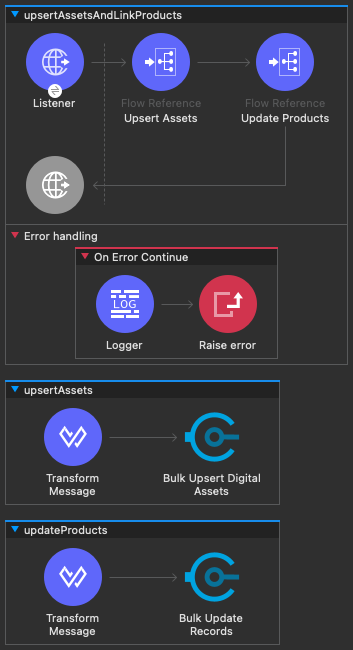 upsertAssetsAndLinkProducts
Listener
Flow Reference
Upsert Assets
Flow Reference
Update Products
Error handling
On Error Continue
LOG
Logger
Raise error
upsertAssets
Transform
Message
Bulk Upsert Digital
Assets
updateProducts
Transform
Message
Bulk Update
Records